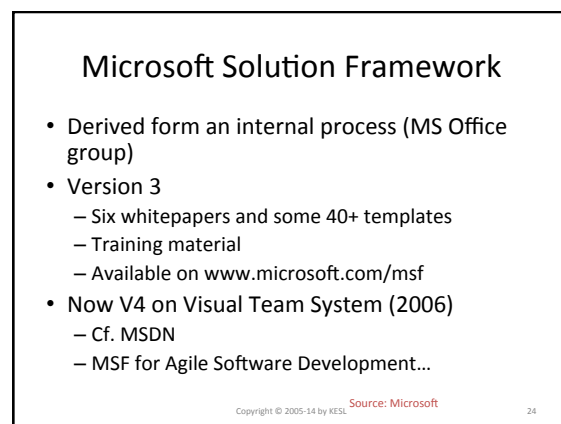 Microsoft Solution Framework
• Derived form an internal process (MS Office
group)
• Version 3
– Six whitepapers and some 40+ templates
– Training material
– Available on www.microsoft.com/msf
• Now V4 on Visual Team System (2006)
– Cf. MSDN
– MSF for Agile Software Development…
Copyright © 2005-14 by KESL
Source: Microsoft
24